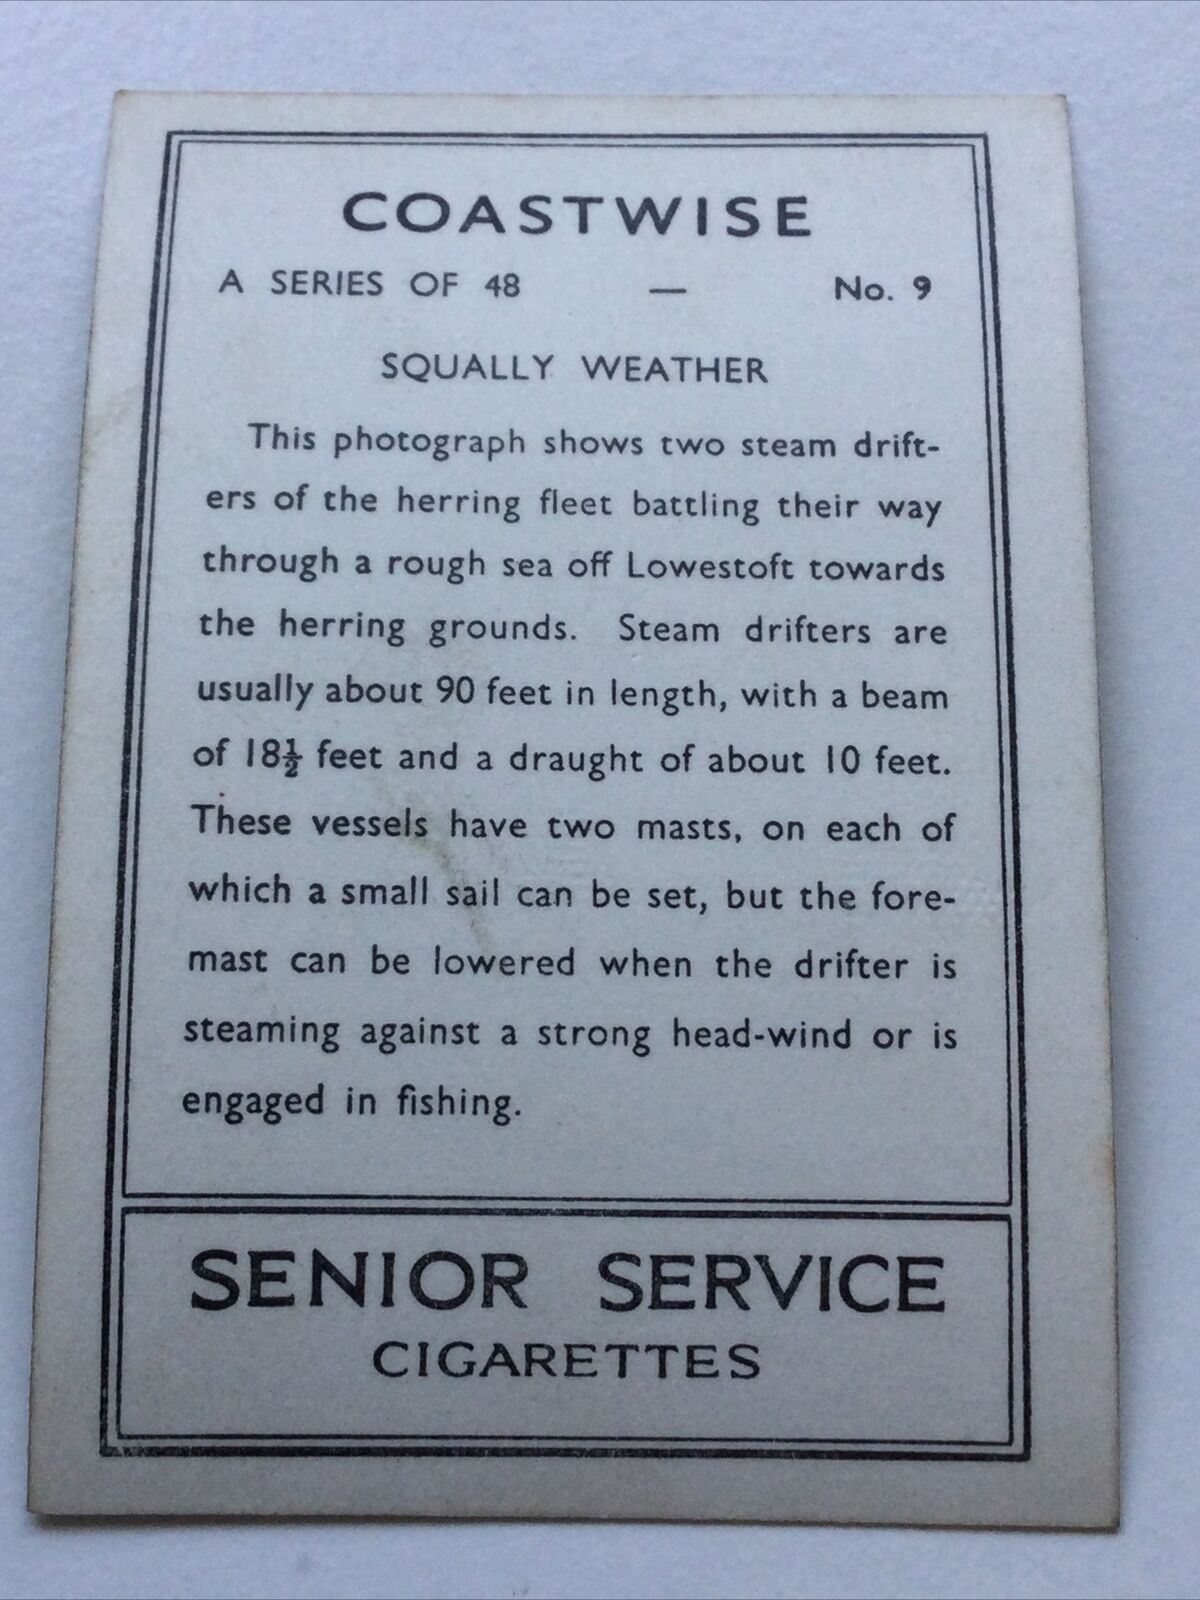 COASTWISE
A SERIES OF 48 — No. 9
SQUALLY WEATHER
This photograph shows two steam drift-
ers of the herring fleet battling their way
through a rough sea off Lowestoft towards
the herring grounds. Steam drifters are
usually about 90 feet in length, with a beam
of 18½ feet and a draught of about 10 feet.
These vessels have two masts, on each of
which a small sail can be set, but the fore-
mast can be lowered when the drifter is
steaming against a strong head-wind or is
engaged in fishing.
SENIOR SERVICE
CIGARETTES